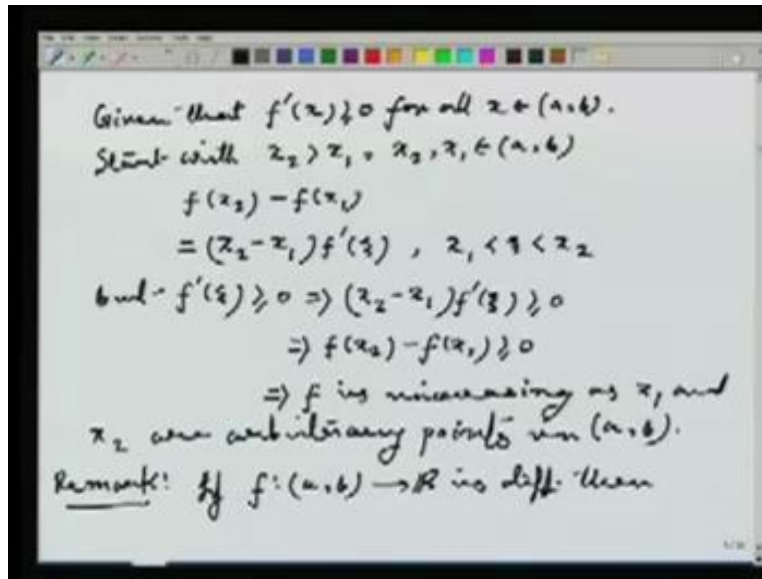 Given that f'(x) ≥ 0 for all x ∈ (a, b).
Start with x₂ > x₁, x₂, x₁ ∈ (a, b)
f(x₂) - f(x₁)
= (x₂ - x₁) f'(ξ), x₁ < ξ < x₂
but f'(ξ) ≥ 0 ⇒ (x₂ - x₁) f'(ξ) ≥ 0
⇒ f(x₂) - f(x₁) ≥ 0
⇒ f is increasing as x₁ and
x₂ are arbitrary points in (a, b).
Remark: If f: (a, b) → ℝ is diff. then